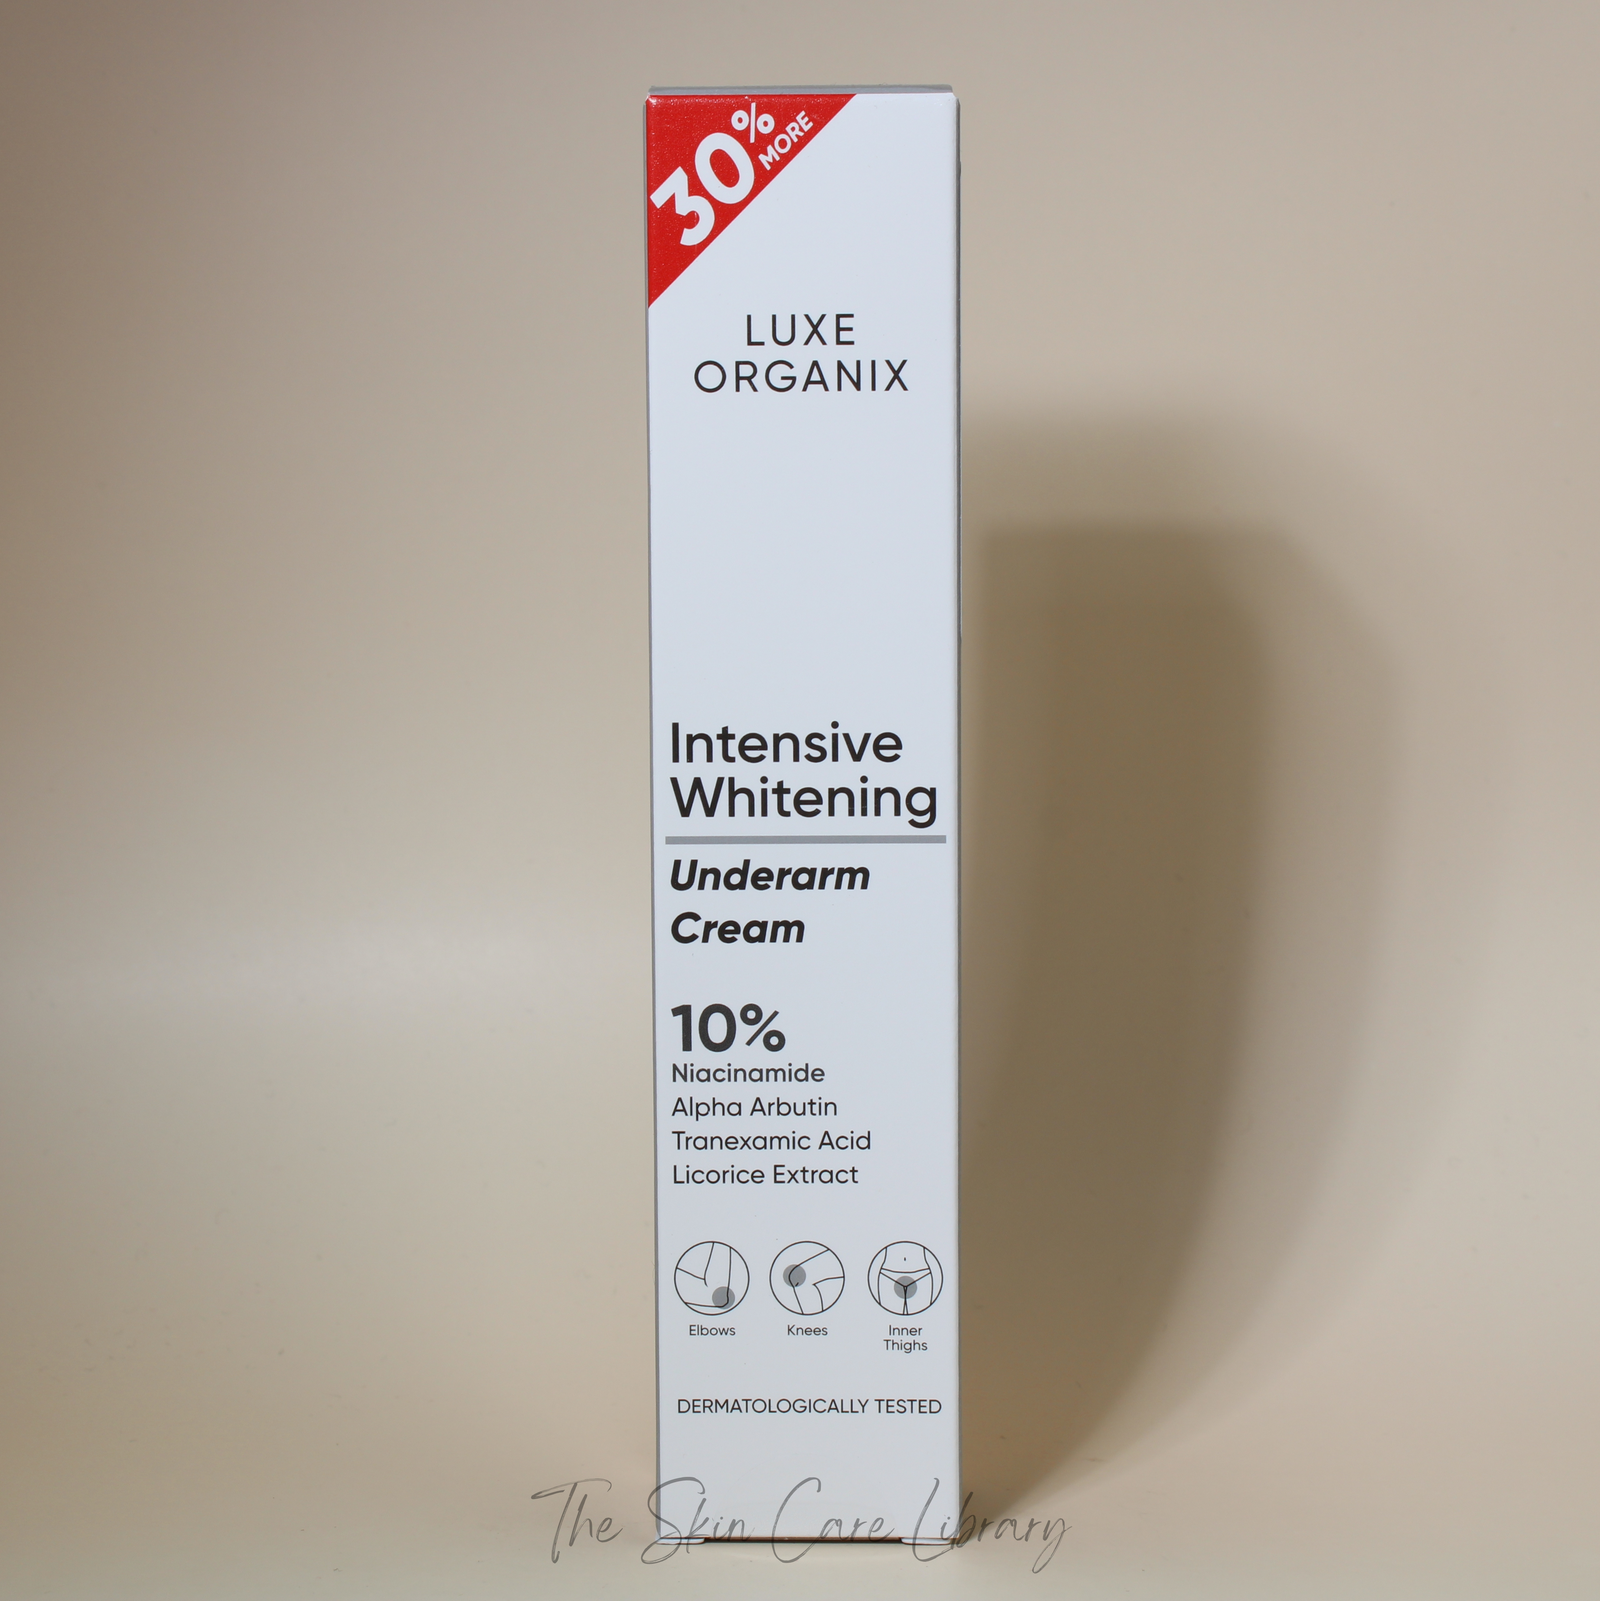 30% MORE
LUXE
ORGANIX
Intensive
Whitening
Underarm
Cream
10%
Niacinamide
Alpha Arbutin
Tranexamic Acid
Licorice Extract
Elbows
Knees
Inner
Thighs
DERMATOLOGICALLY TESTED
The Skin Care Library